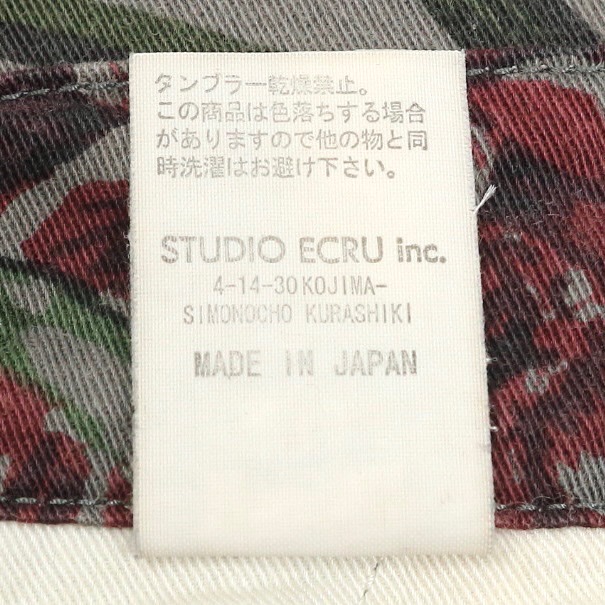 タンブラー乾燥禁止。
この商品は色落ちする場合
がありますので他の物と同
時洗濯はお避け下さい。
STUDIO ECRU inc.
4-14-30KOJIMA-
SIMONOCHO KURASHIKI
MADE IN JAPAN